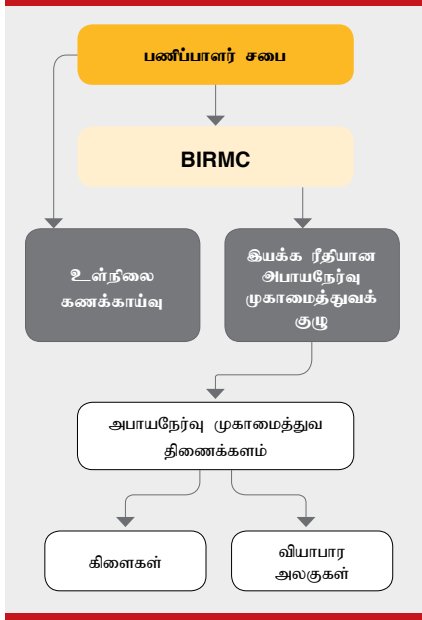 பணிப்பாளர் சபை
BIRMC
உள்நிலை
கணக்காய்வு
இயக்க ரீதியான
அபாயநேர்வு
முகாமைத்துவக்
குழு
அபாயநேர்வு முகாமைத்துவ
திணைக்களம்
கிளைகள்
வியாபார
அலகுகள்